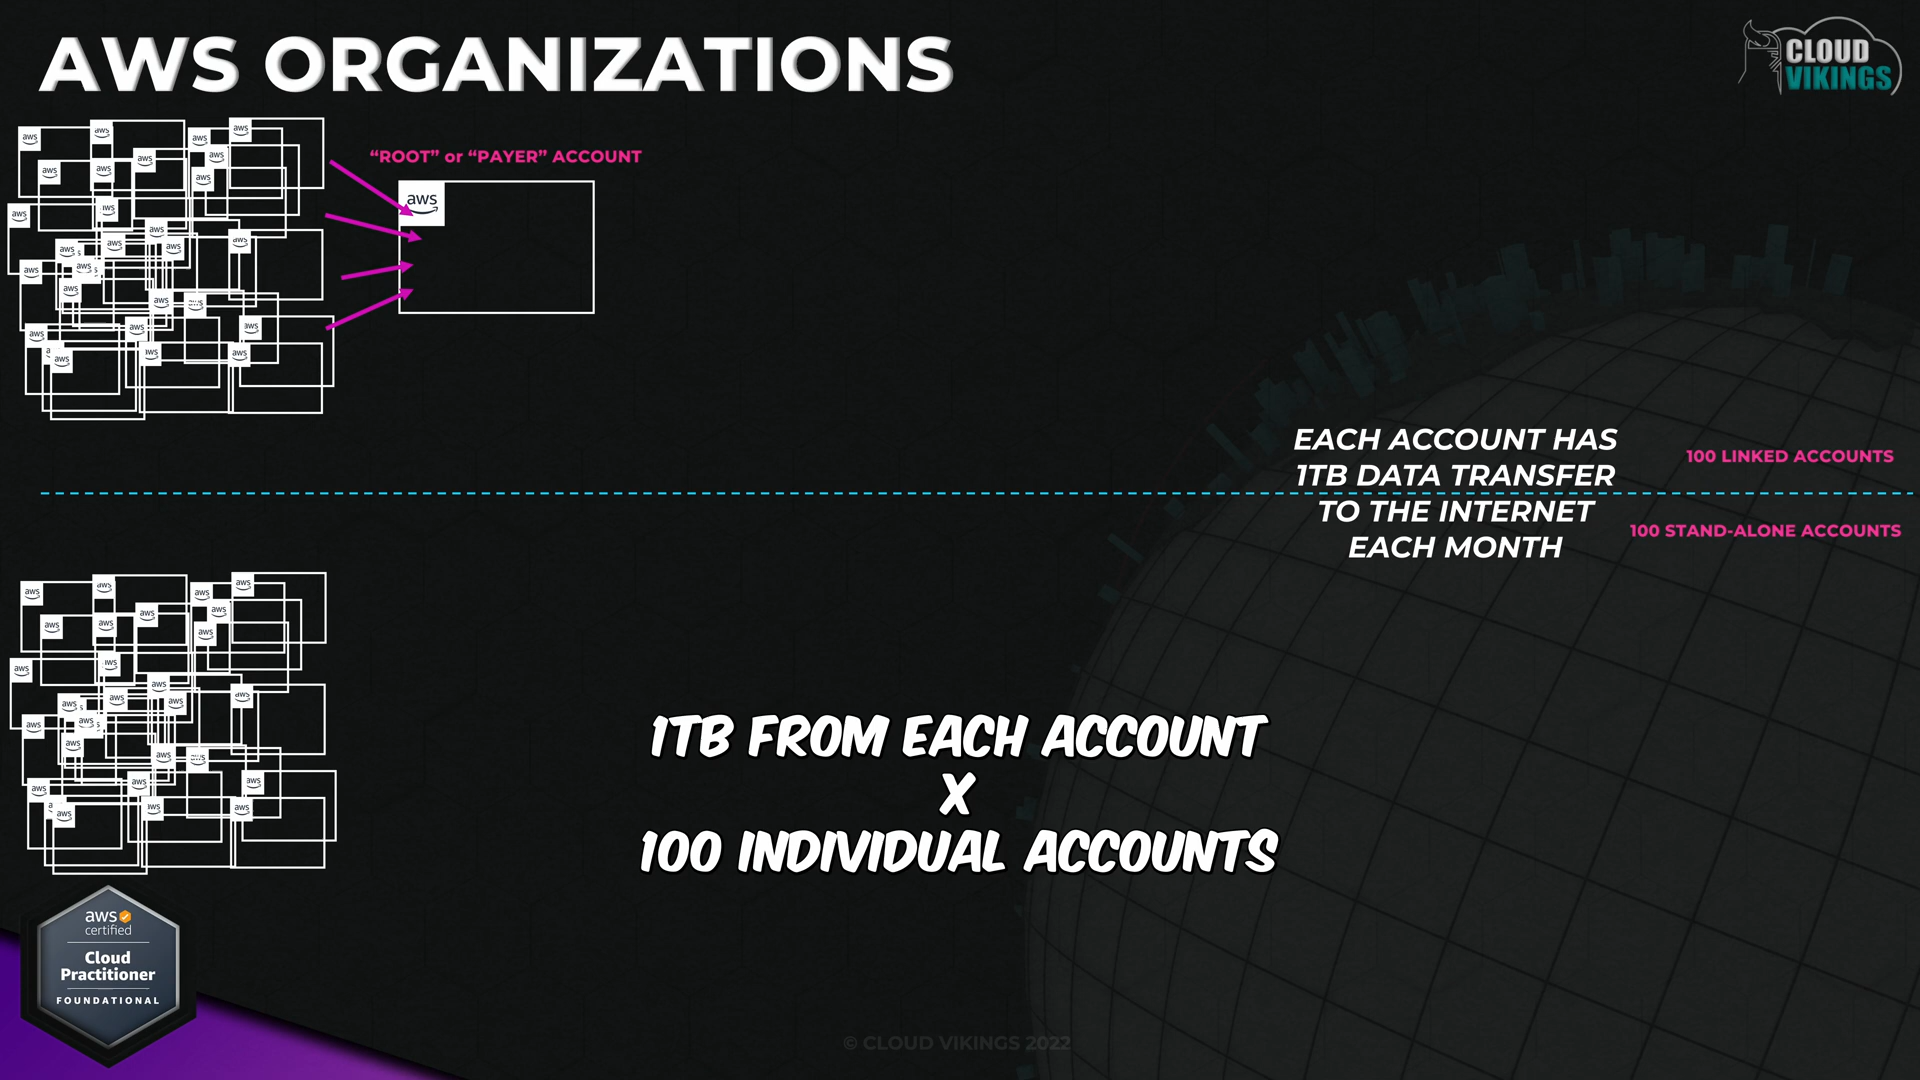 AWS ORGANIZATIONS
CLOUD
VIKINGS
“ROOT” or “PAYER” ACCOUNT
aws
EACH ACCOUNT HAS
1TB DATA TRANSFER
TO THE INTERNET
EACH MONTH
100 LINKED ACCOUNTS
100 STAND-ALONE ACCOUNTS
1TB FROM EACH ACCOUNT
X
100 INDIVIDUAL ACCOUNTS
aws
certified
Cloud
Practitioner
FOUNDATIONAL
© CLOUD VIKINGS 2022